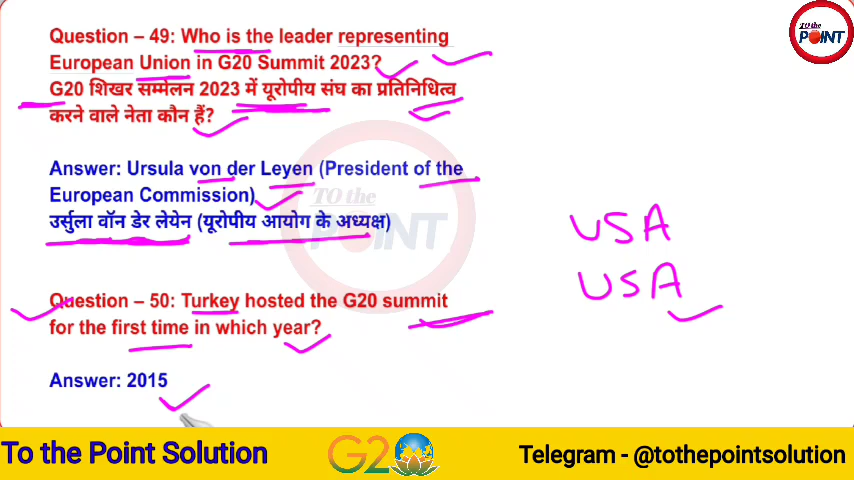 TO the
POINT
Question – 49: Who is the leader representing
European Union in G20 Summit 2023?
G20 शिखर सम्मेलन 2023 में यूरोपीय संघ का प्रतिनिधित्व
करने वाले नेता कौन हैं?
Answer: Ursula von der Leyen (President of the
European Commission)
उर्सुला वॉन डेर लेयेन (यूरोपीय आयोग के अध्यक्ष)
TO the
POINT
USA
USA
Question – 50: Turkey hosted the G20 summit
for the first time in which year?
Answer: 2015
To the Point Solution
G20
Telegram - @tothepointsolution